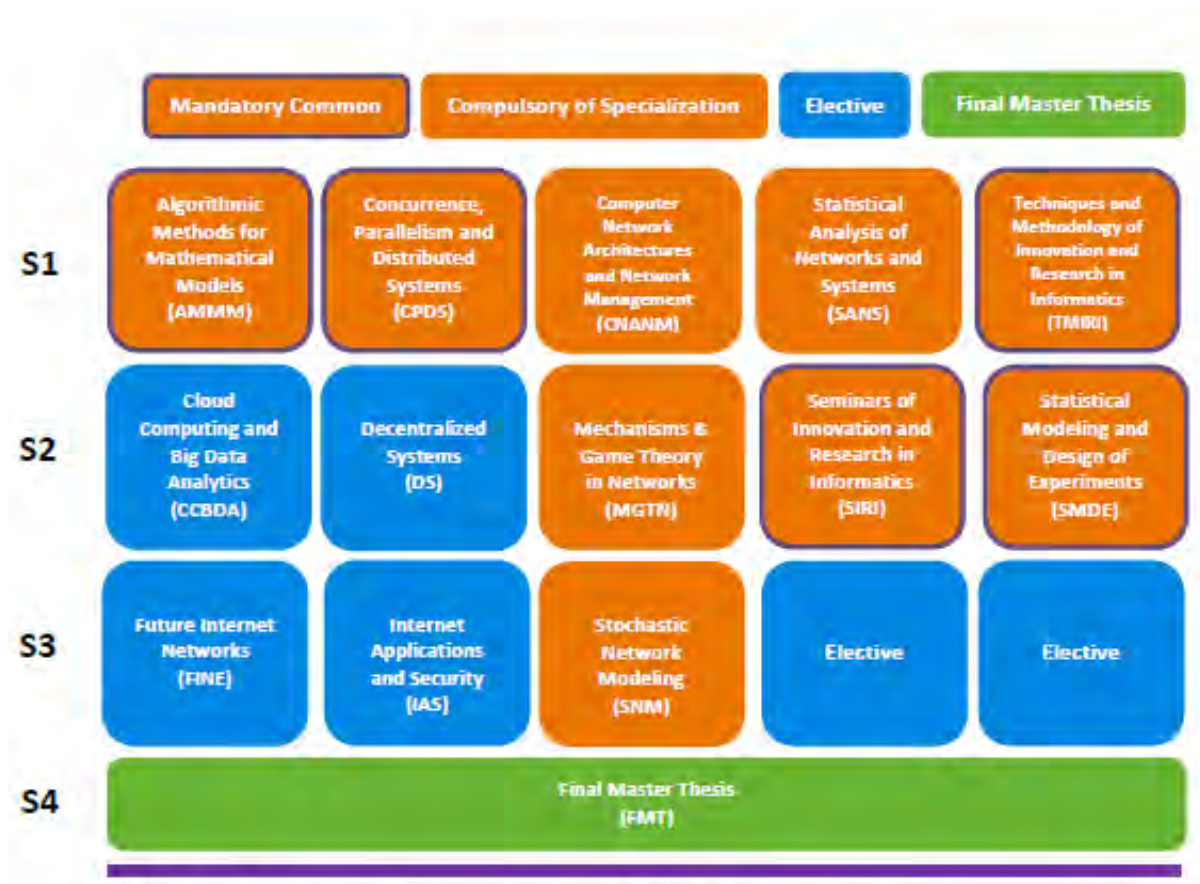 Mandatory Common
Compulsory of Specialization
Elective
Final Master Thesis
S1
Algorithmic
Methods for
Mathematical
Models
(AMMM)
Concurrence,
Parallelism and
Distributed
Systems
(CPDS)
Computer
Network
Architectures
and Network
Management
(CNANM)
Statistical
Analysis of
Networks and
Systems
(SANS)
Techniques and
Methodology of
Innovation and
Research in
Informatics
(TMIRI)
S2
Cloud
Computing and
Big Data
Analytics
(CCBDA)
Decentralized
Systems
(DS)
Mechanisms &
Game Theory
in Networks
(MGTN)
Seminars of
Innovation and
Research in
Informatics
(SIRI)
Statistical
Modeling and
Design of
Experiments
(SMDE)
S3
Future Internet
Networks
(FINE)
Internet
Applications
and Security
(IAS)
Stochastic
Network
Modeling
(SNM)
Elective
Elective
S4
Final Master Thesis
(FMT)